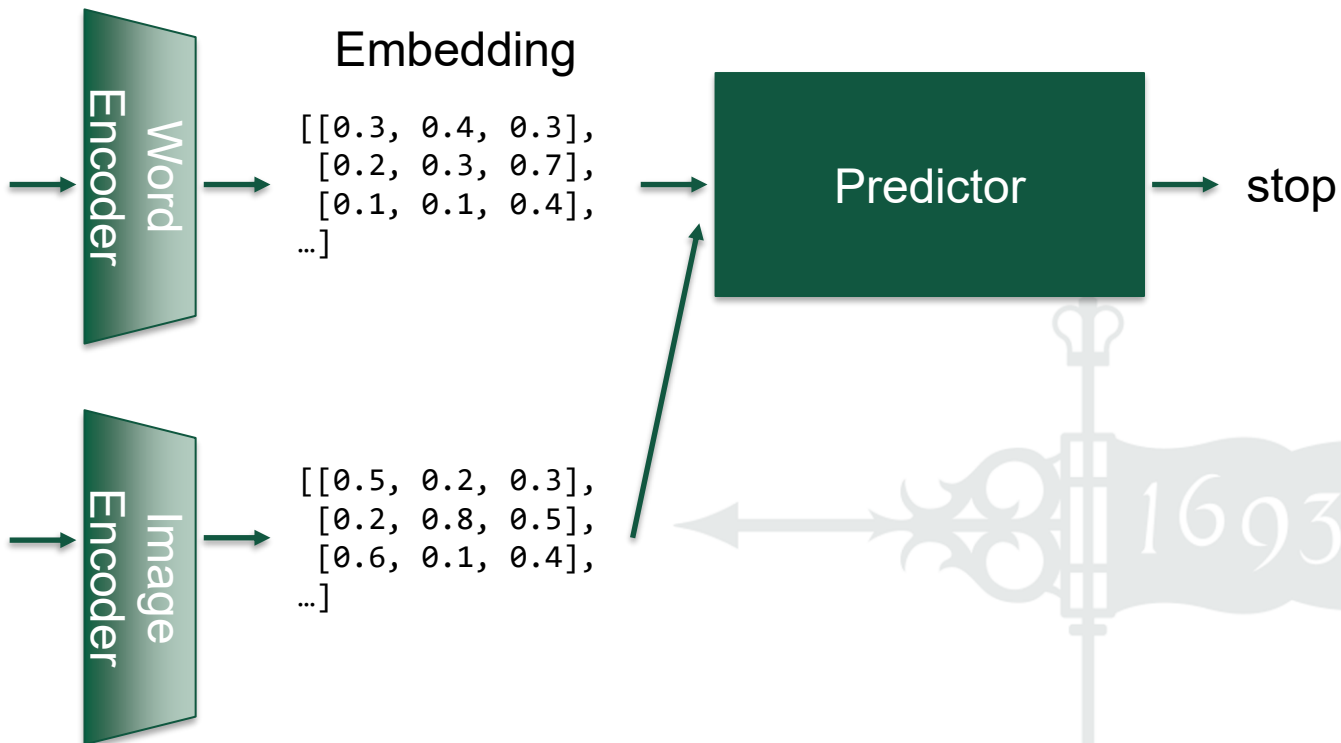 Embedding
Word
Encoder
[[0.3, 0.4, 0.3],
[0.2, 0.3, 0.7],
[0.1, 0.1, 0.4],
…]
Predictor
stop
Image
Encoder
[[0.5, 0.2, 0.3],
[0.2, 0.8, 0.5],
[0.6, 0.1, 0.4],
…]
1693